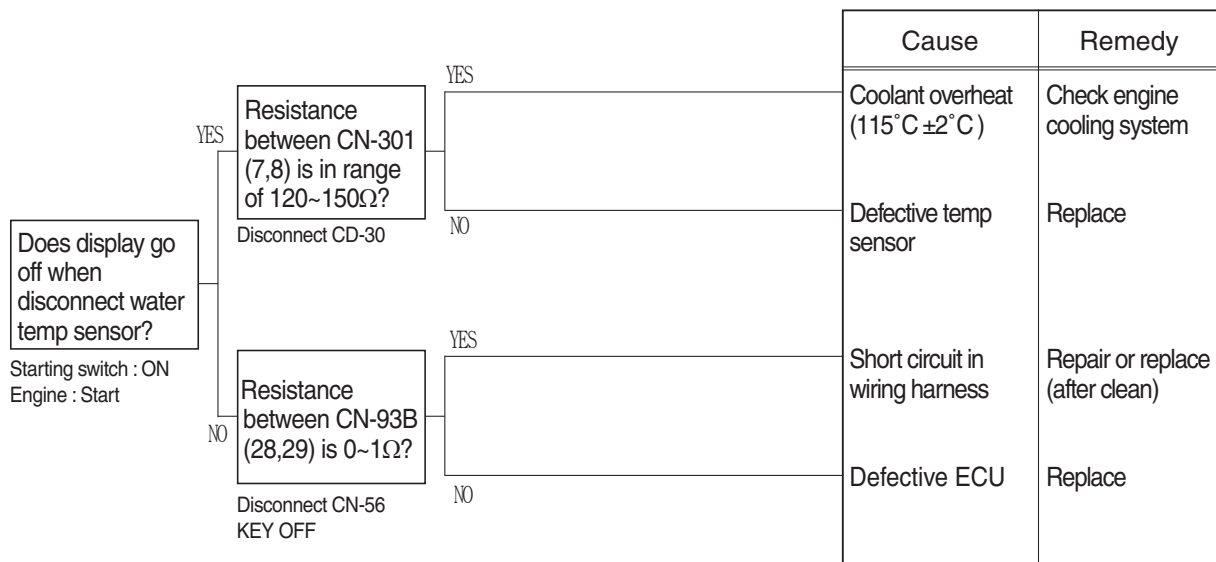 Cause
Remedy
YES
Coolant overheat
(115˚C ±2˚C )
Check engine
cooling system
YES
Resistance
between CN-301
(7,8) is in range
of 120~150Ω?
Disconnect CD-30
NO
Defective temp
sensor
Replace
Does display go
off when
disconnect water
temp sensor?
Starting switch : ON
Engine : Start
YES
Short circuit in
wiring harness
Repair or replace
(after clean)
NO
Resistance
between CN-93B
(28,29) is 0~1Ω?
Disconnect CN-56
KEY OFF
NO
Defective ECU
Replace